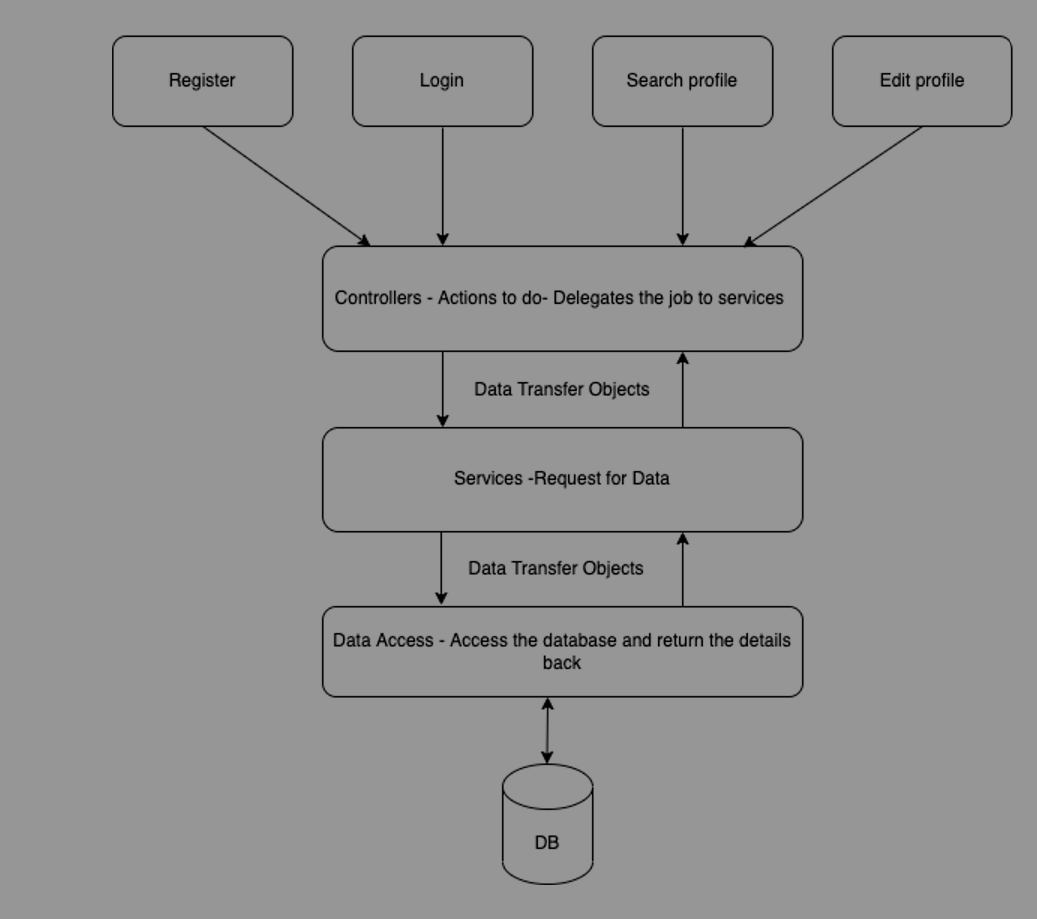 Register
Login
Search profile
Edit profile
Controllers - Actions to do- Delegates the job to services
Data Transfer Objects
Services -Request for Data
Data Transfer Objects
Data Access - Access the database and return the details
back
DB